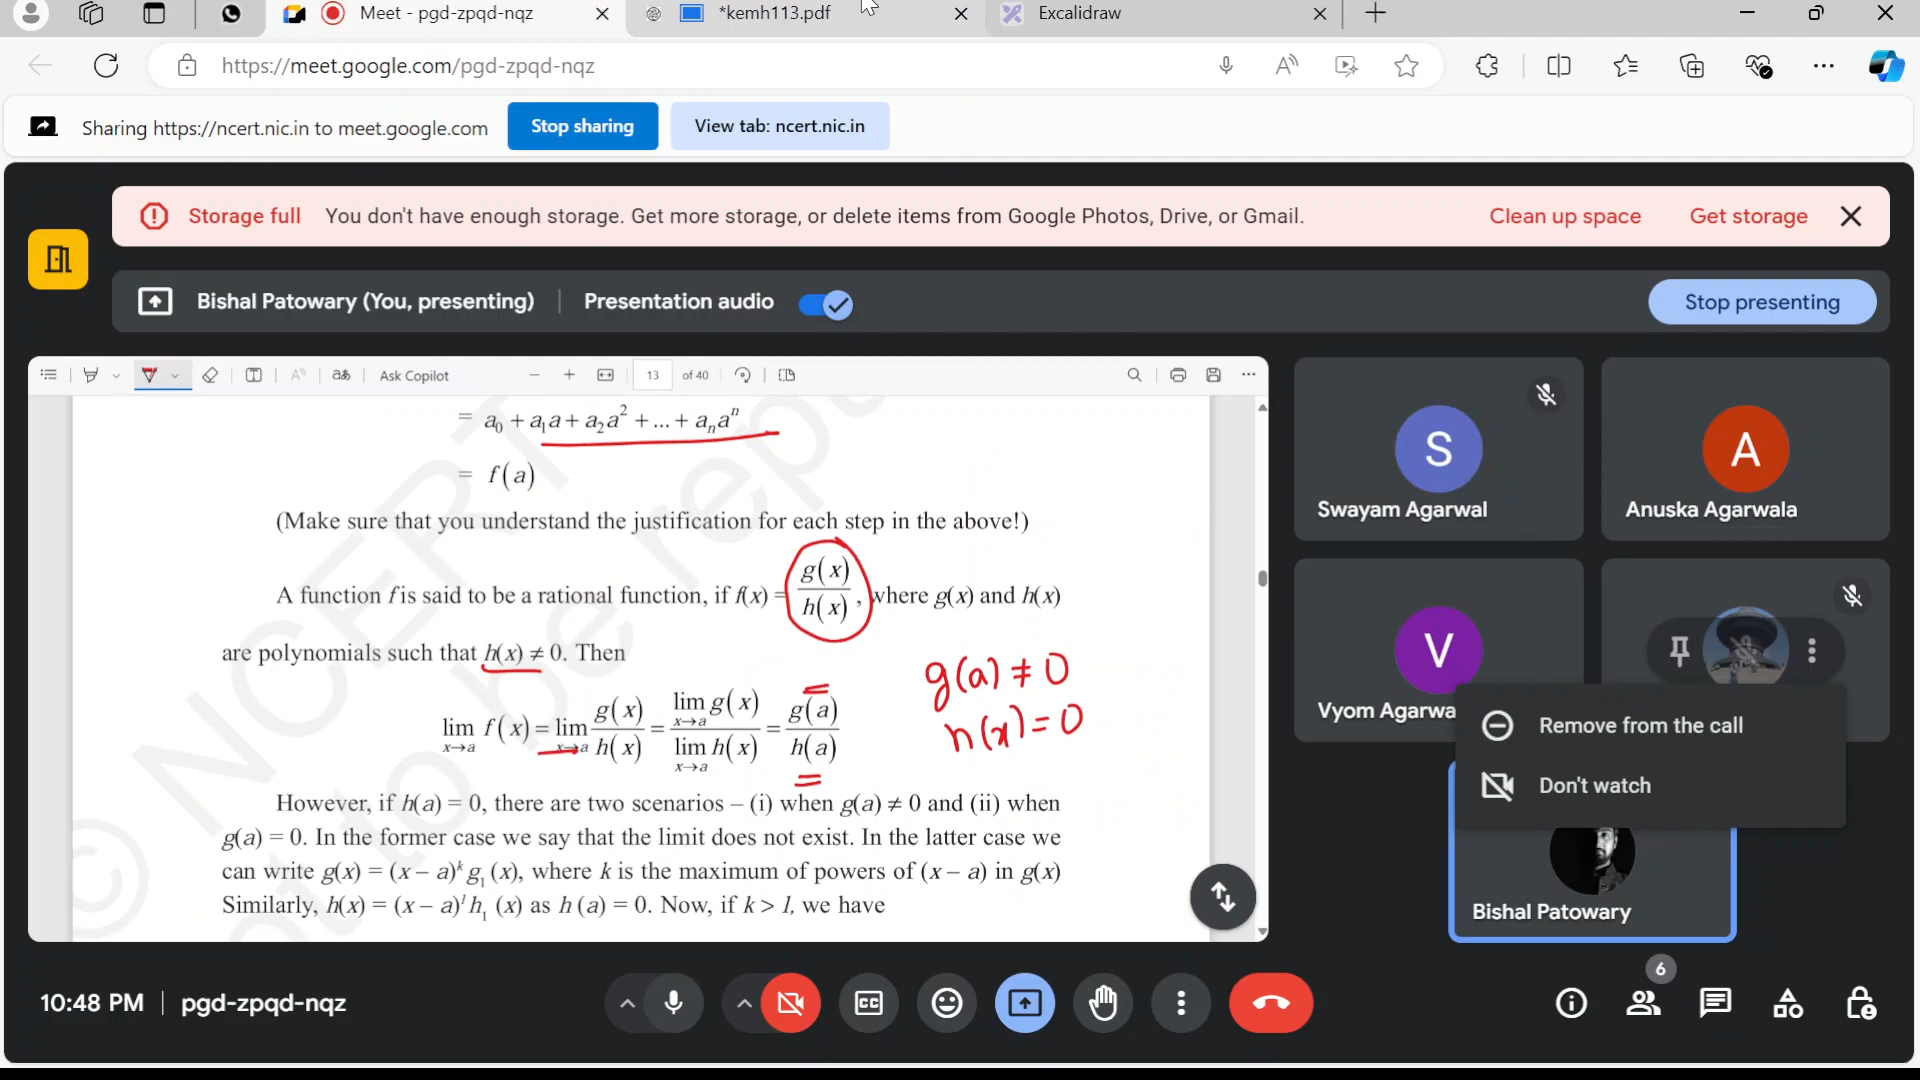 Meet - pgd-zpqd-nqz
*kemh113.pdf
Excalidraw
https://meet.google.com/pgd-zpqd-nqz
Sharing https://ncert.nic.in to meet.google.com
Stop sharing
View tab: ncert.nic.in
Storage full You don't have enough storage. Get more storage, or delete items from Google Photos, Drive, or Gmail.
Clean up space
Get storage
Bishal Patowary (You, presenting)
Presentation audio
Stop presenting
Ask Copilot
13 of 40
= a₀ + a₁a + a₂a² + ... + aₙaⁿ
= f(a)
(Make sure that you understand the justification for each step in the above!)
A function f is said to be a rational function, if f(x) = g(x)/h(x), where g(x) and h(x)
are polynomials such that h(x) ≠ 0. Then
g(a) ≠ 0
h(x) = 0
lim x→a f(x) = lim x→a g(x)/h(x) = lim x→a g(x)/lim x→a h(x) = g(a)/h(a)
However, if h(a) = 0, there are two scenarios – (i) when g(a) ≠ 0 and (ii) when
g(a) = 0. In the former case we say that the limit does not exist. In the latter case we
can write g(x) = (x – a)ᵏ g₁ (x), where k is the maximum of powers of (x – a) in g(x)
Similarly, h(x) = (x – a)ˡ h₁ (x) as h (a) = 0. Now, if k > l, we have
© NCERT
not to be rep
S
Swayam Agarwal
A
Anuska Agarwala
V
Vyom Agarwa
Remove from the call
Don't watch
Bishal Patowary
10:48 PM
pgd-zpqd-nqz
CC
6